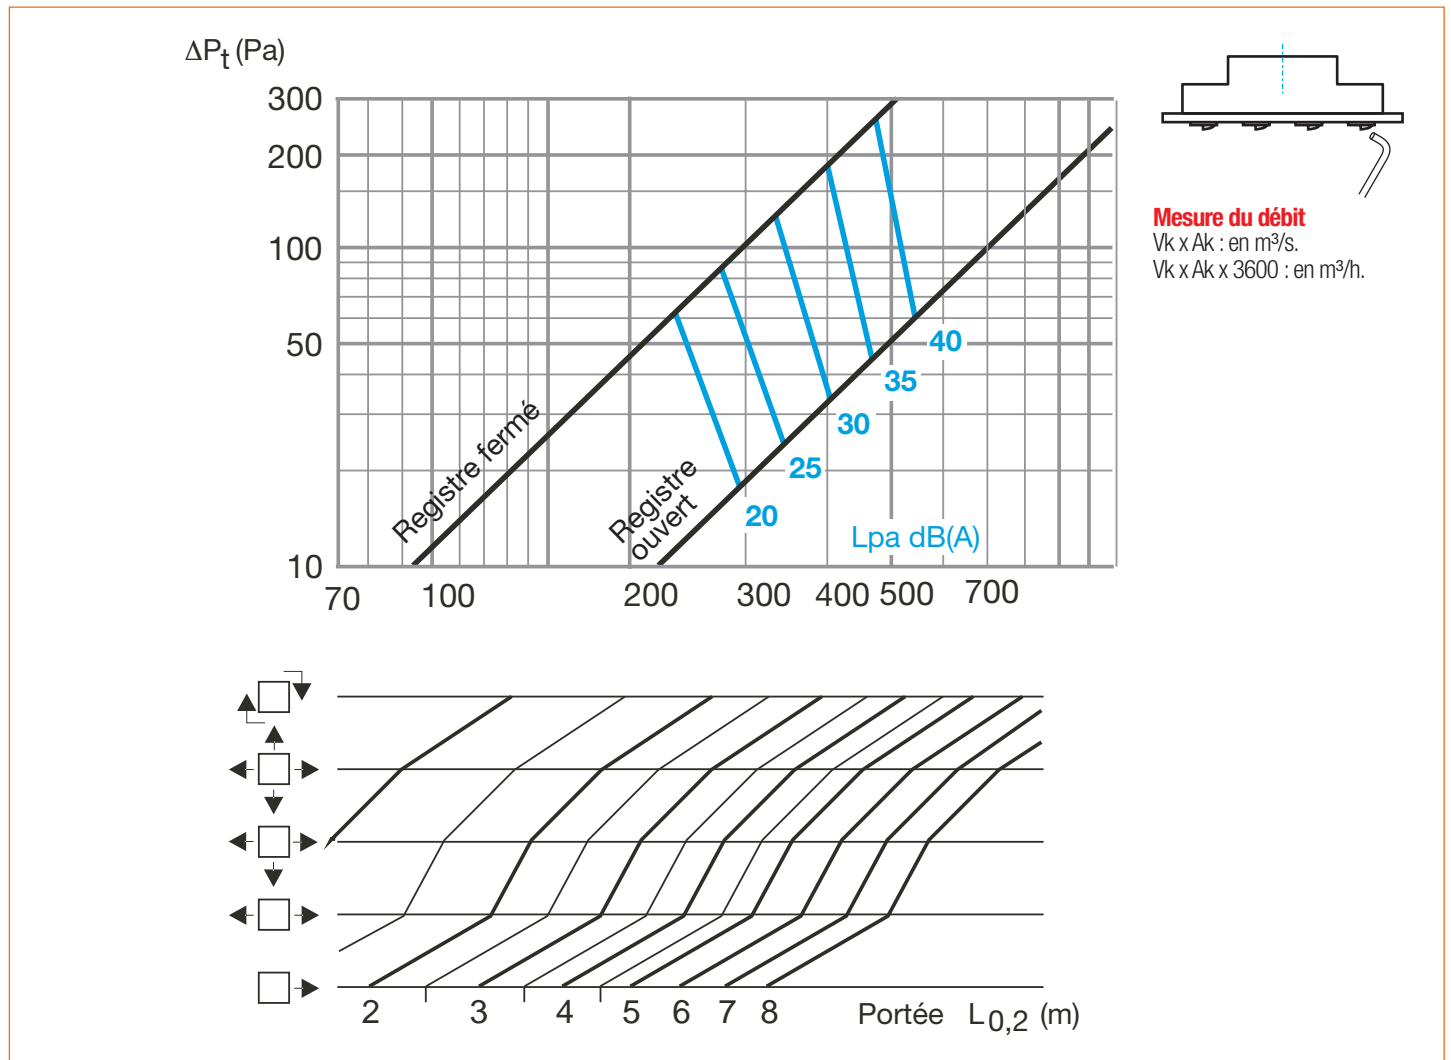 ΔPt (Pa)
300
200
100
50
10
70 100 200 300 400 500 700
Registre fermé
Registre
ouvert
20
25
30
35
40
Lpa dB(A)
Mesure du débit
Vk x Ak : en m³/s.
Vk x Ak x 3600 : en m³/h.
2 3 4 5 6 7 8 Portée L0,2 (m)